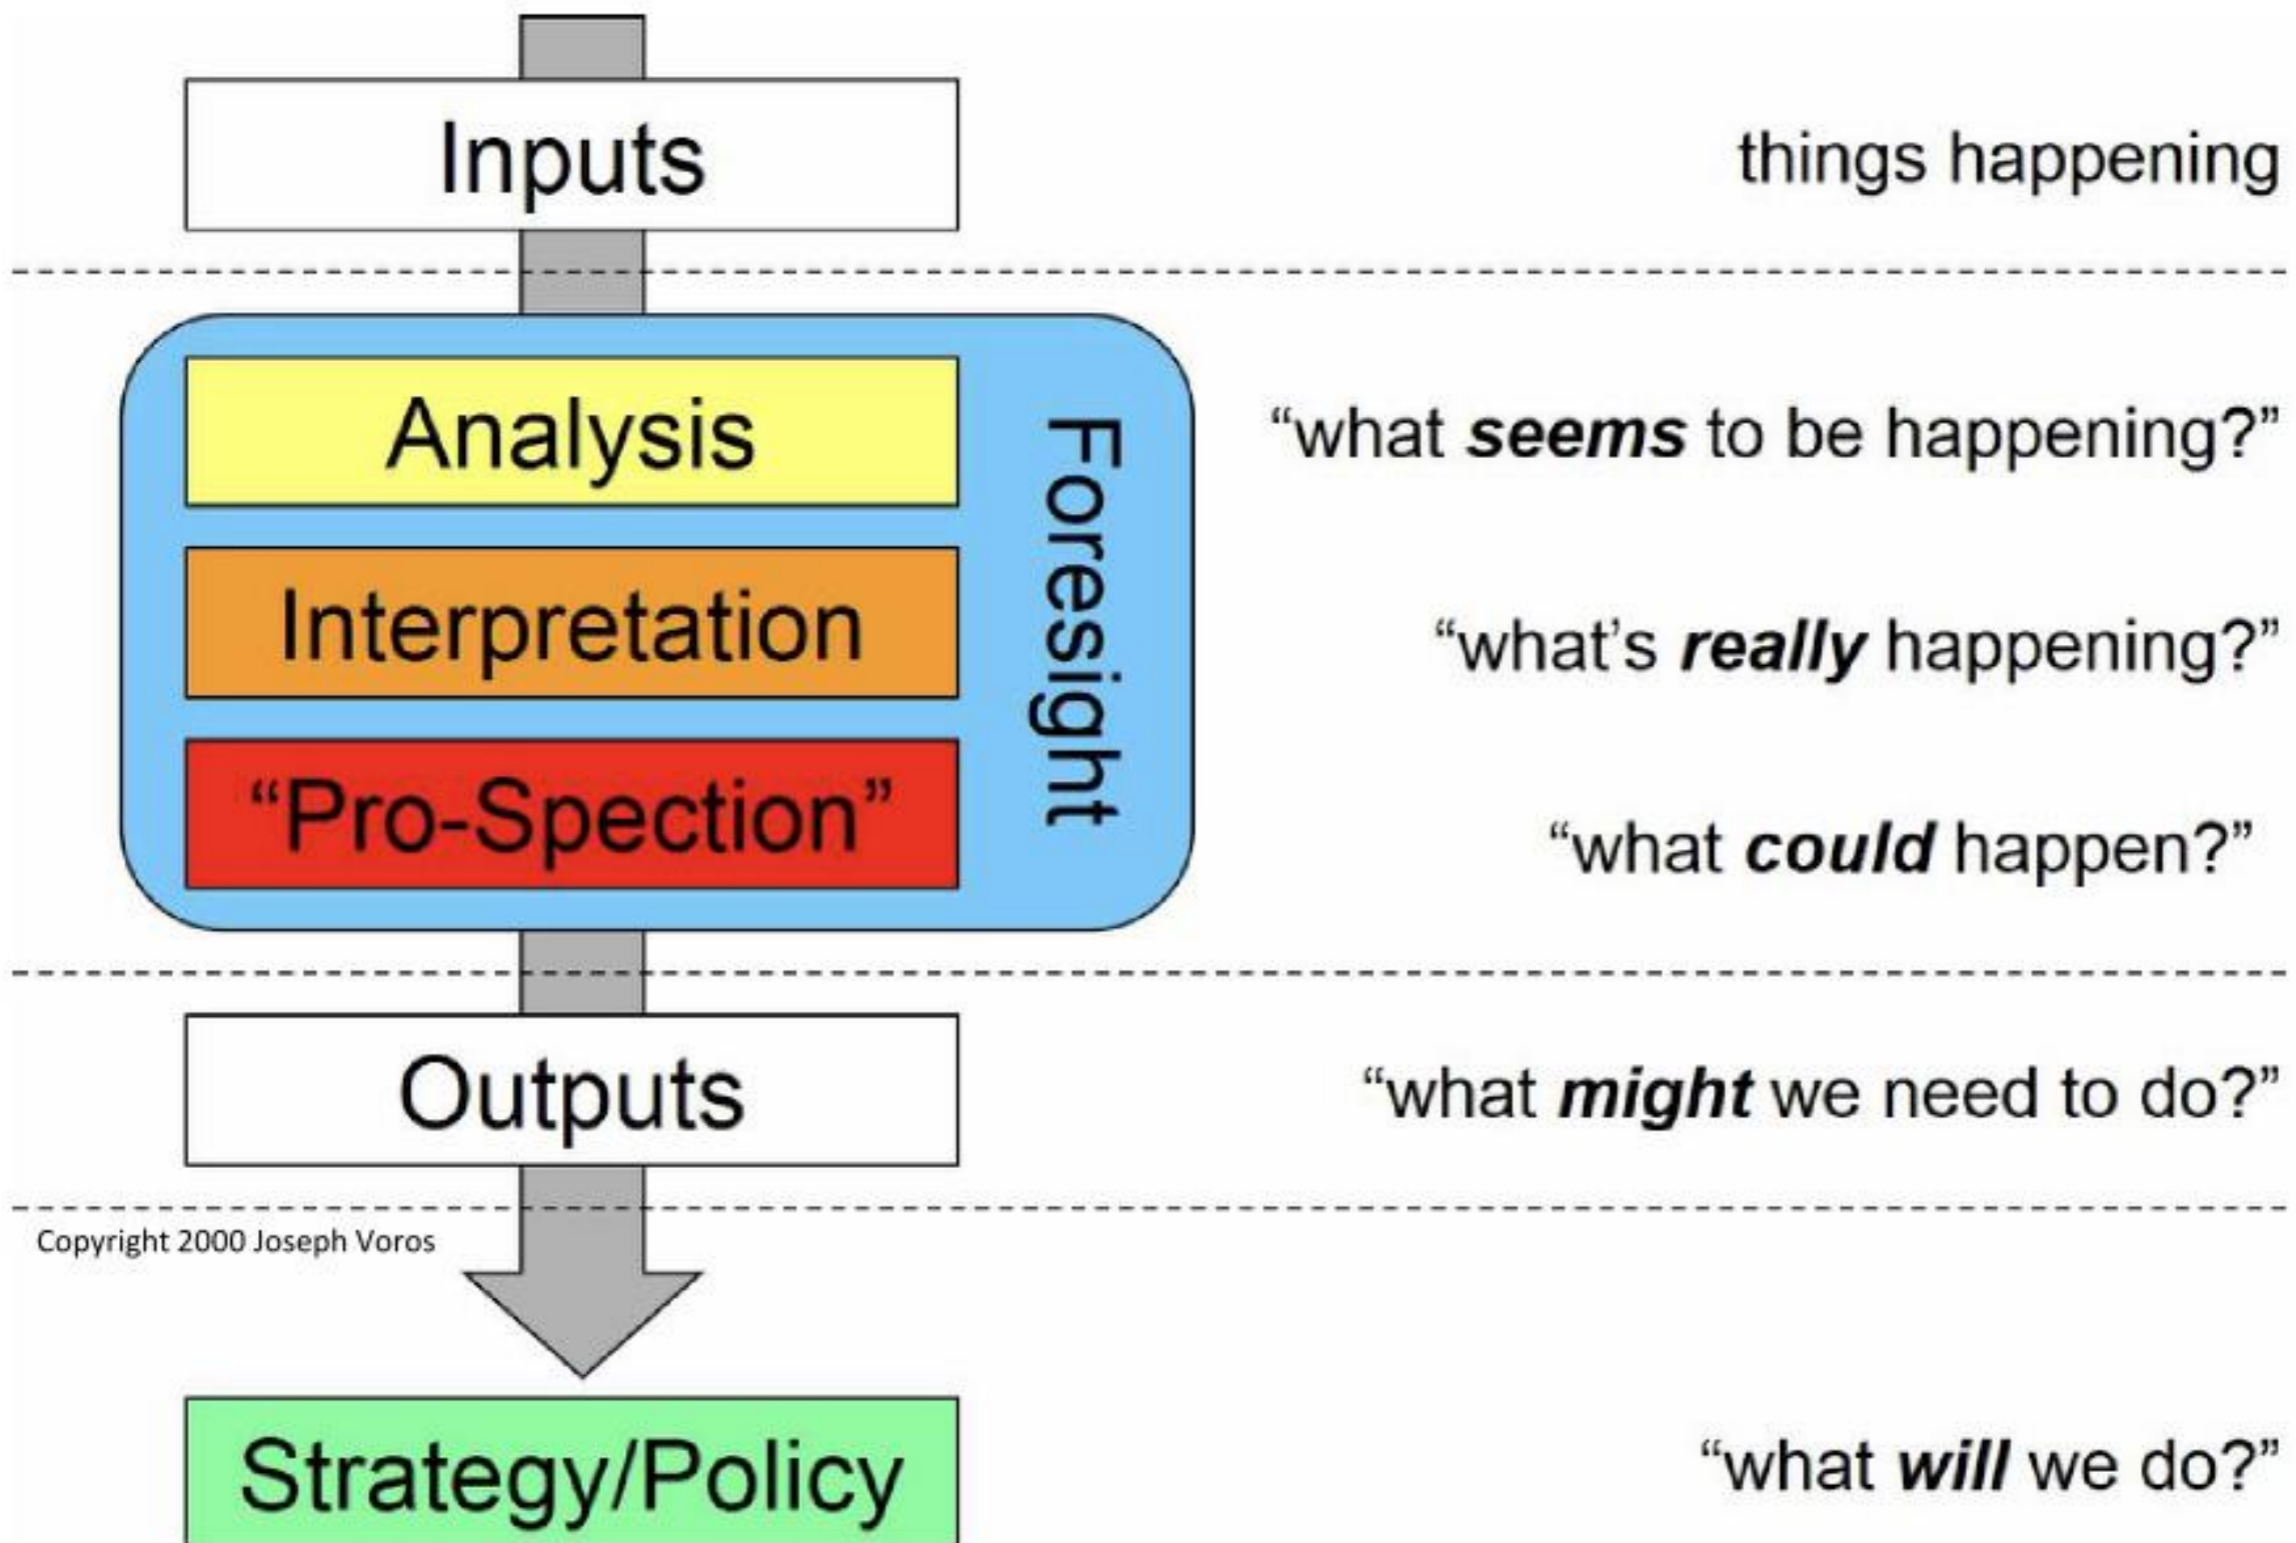 Inputs
things happening
Analysis
“what seems to be happening?”
Interpretation
“what’s really happening?”
“Pro-Spection”
“what could happen?”
Foresight
Outputs
“what might we need to do?”
Copyright 2000 Joseph Voros
Strategy/Policy
“what will we do?”